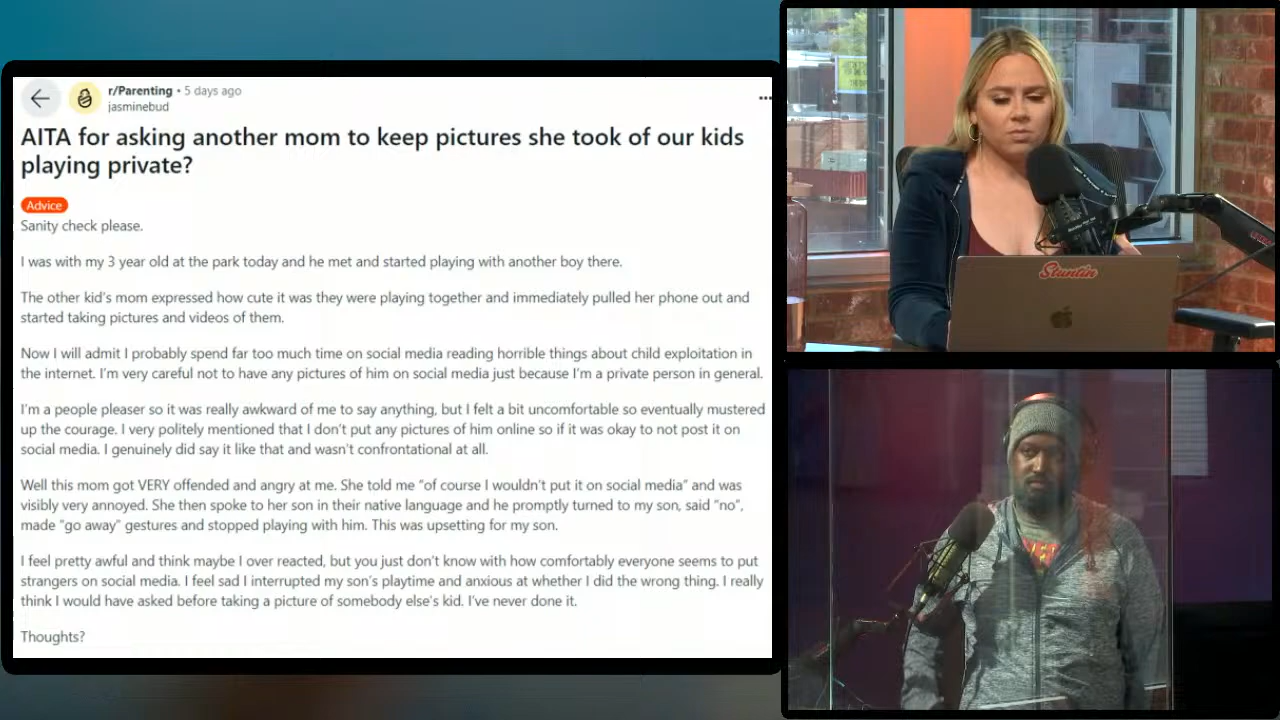 r/Parenting • 5 days ago
jasminebud
AITA for asking another mom to keep pictures she took of our kids
playing private?
Advice
Sanity check please.
I was with my 3 year old at the park today and he met and started playing with another boy there.
The other kid's mom expressed how cute it was they were playing together and immediately pulled her phone out and
started taking pictures and videos of them.
Now I will admit I probably spend far too much time on social media reading horrible things about child exploitation in
the internet. I'm very careful not to have any pictures of him on social media just because I'm a private person in general.
I'm a people pleaser so it was really awkward of me to say anything, but I felt a bit uncomfortable so eventually mustered
up the courage. I very politely mentioned that I don't put any pictures of him online so if it was okay to not post it on
social media. I genuinely did say it like that and wasn't confrontational at all.
Well this mom got VERY offended and angry at me. She told me "of course I wouldn't put it on social media" and was
visibly very annoyed. She then spoke to her son in their native language and he promptly turned to my son, said "no",
made "go away" gestures and stopped playing with him. This was upsetting for my son.
I feel pretty awful and think maybe I over reacted, but you just don't know with how comfortably everyone seems to put
strangers on social media. I feel sad I interrupted my son's playtime and anxious at whether I did the wrong thing. I really
think I would have asked before taking a picture of somebody else's kid. I've never done it.
Thoughts?
Stuntin